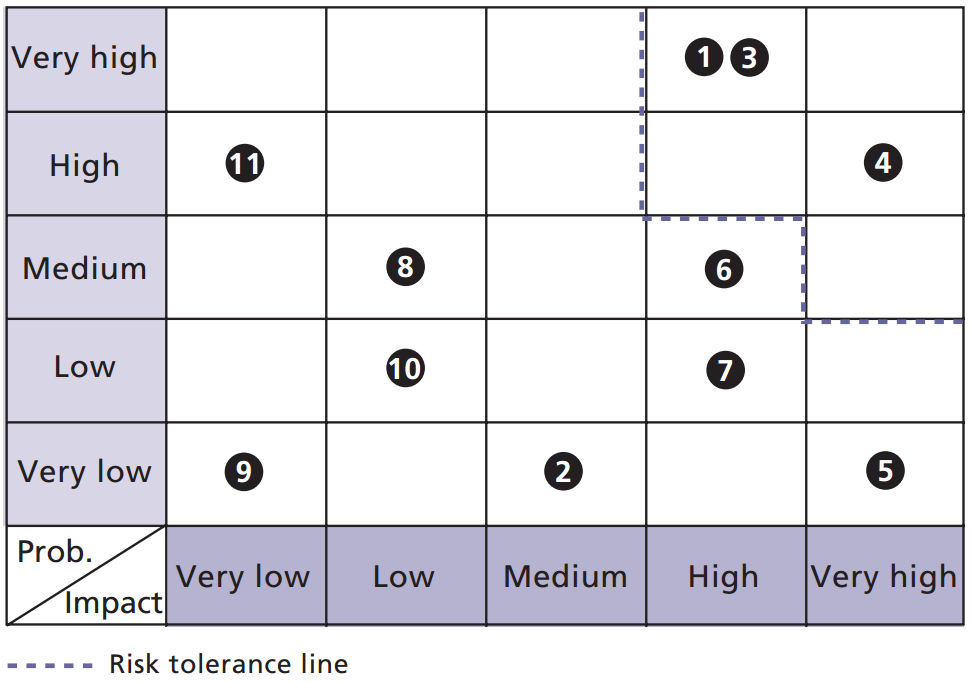 Very high 1 3
High 11 4
Medium 8 6
Low 10 7
Very low 9 2 5
Prob.
Impact Very low Low Medium High Very high
Risk tolerance line